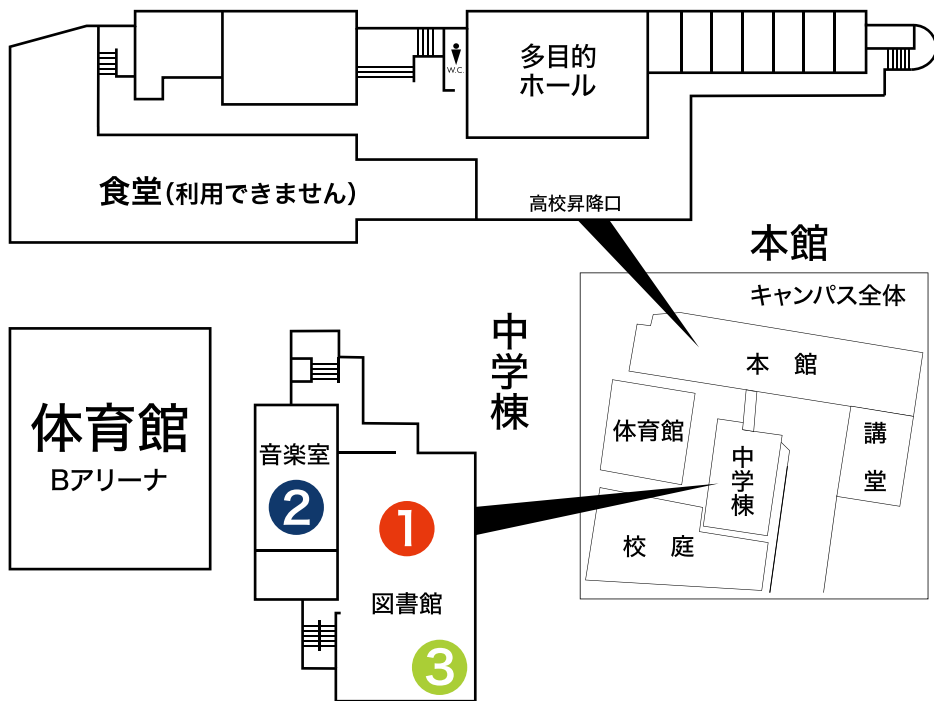 多目的
ホール
W.C.
食堂(利用できません)
高校昇降口
本館
キャンパス全体
本 館
体育館
中学棟
講堂
校 庭
中学棟
体育館
Bアリーナ
音楽室
2
1
図書館
3